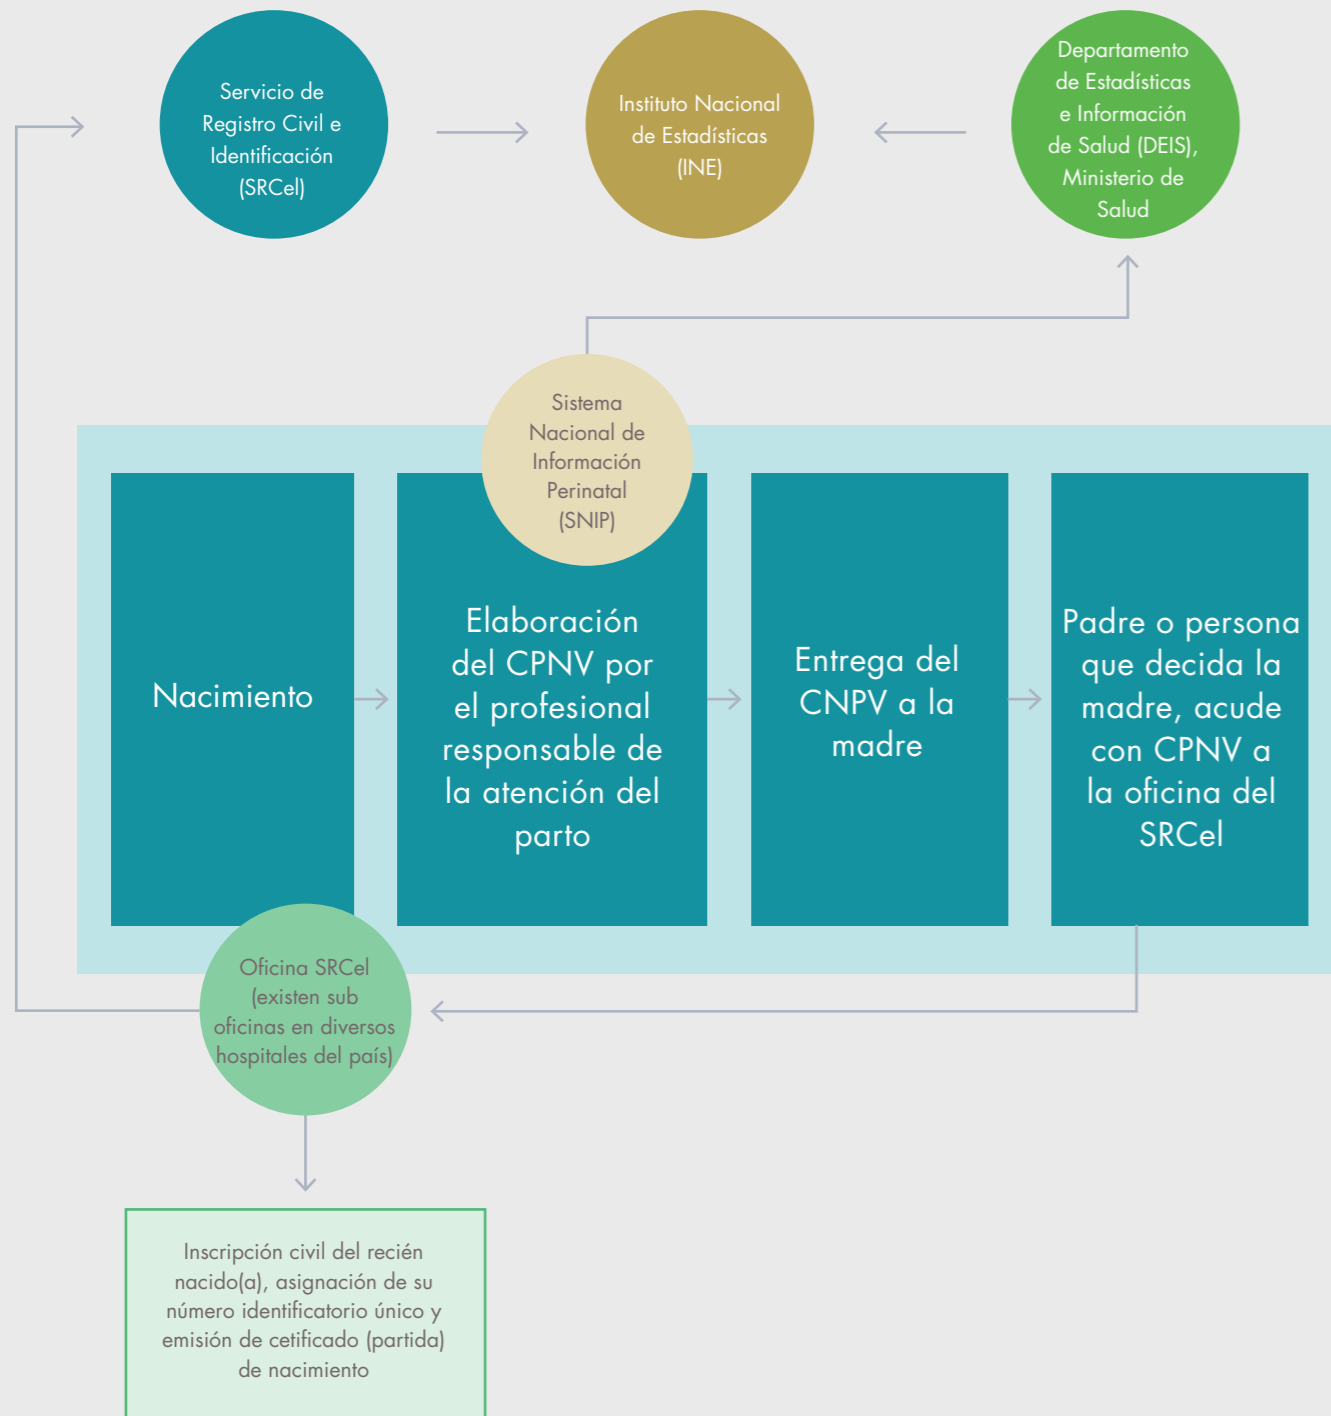 Servicio de
Registro Civil e
Identificación
(SRCel)
Instituto Nacional
de Estadísticas
(INE)
Departamento
de Estadísticas
e Información
de Salud (DEIS),
Ministerio de
Salud
Sistema
Nacional de
Información
Perinatal
(SNIP)
Nacimiento
Elaboración
del CPNV por
el profesional
responsable de
la atención del
parto
Entrega del
CNPV a la
madre
Padre o persona
que decida la
madre, acude
con CPNV a
la oficina del
SRCel
Oficina SRCel
(existen sub
oficinas en diversos
hospitales del país)
Inscripción civil del recién
nacido(a), asignación de su
número identificatorio único y
emisión de cetificado (partida)
de nacimiento